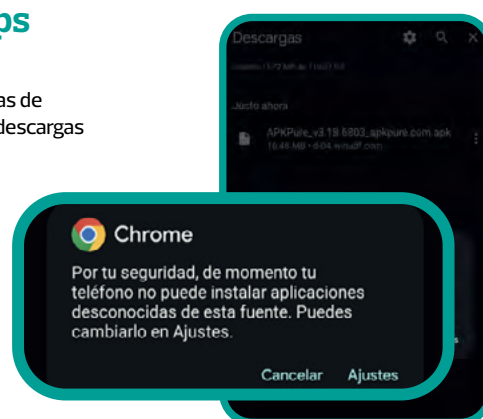 ps
as de
descargas
Descargas
Justo ahora
APKPure_v3.19.6803_apkpure.com.apk
Chrome
Por tu seguridad, de momento tu
teléfono no puede instalar aplicaciones
desconocidas de esta fuente. Puedes
cambiarlo en Ajustes.
Cancelar Ajustes